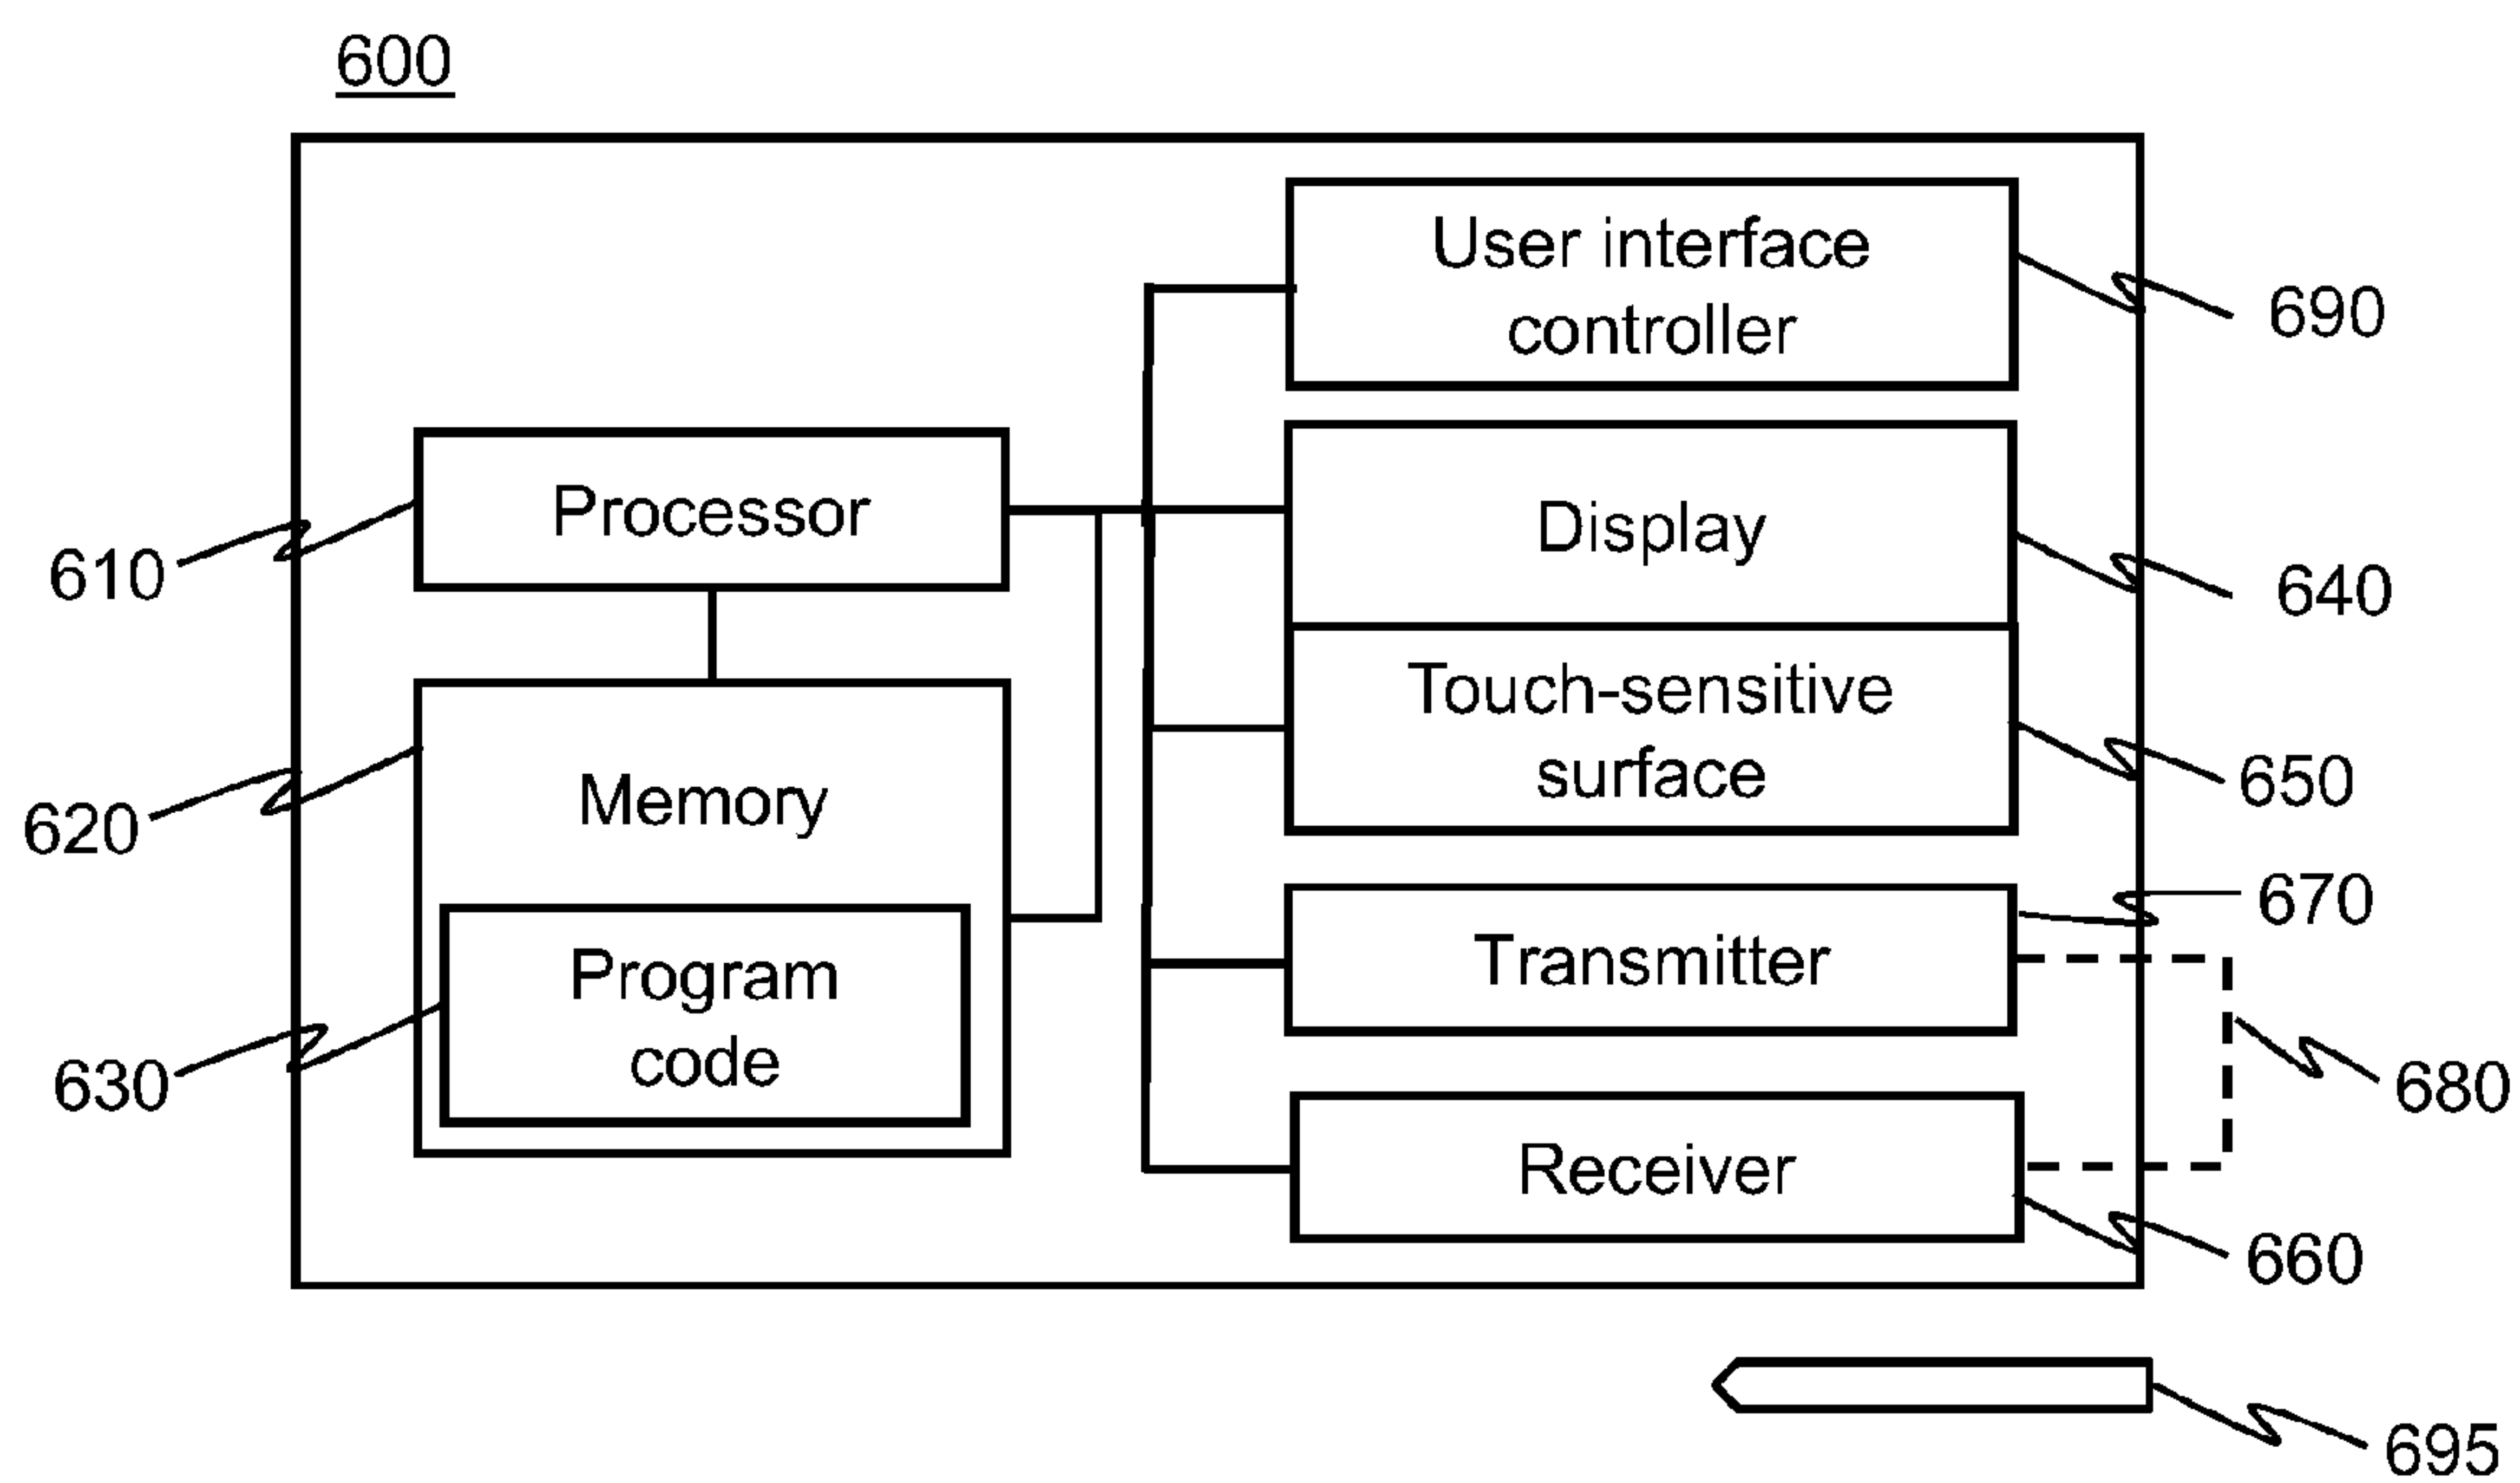 600
User interface
controller
690
Processor
610
Display
640
Touch-sensitive
surface
650
Memory
620
670
Transmitter
Program
code
630
680
Receiver
660
695